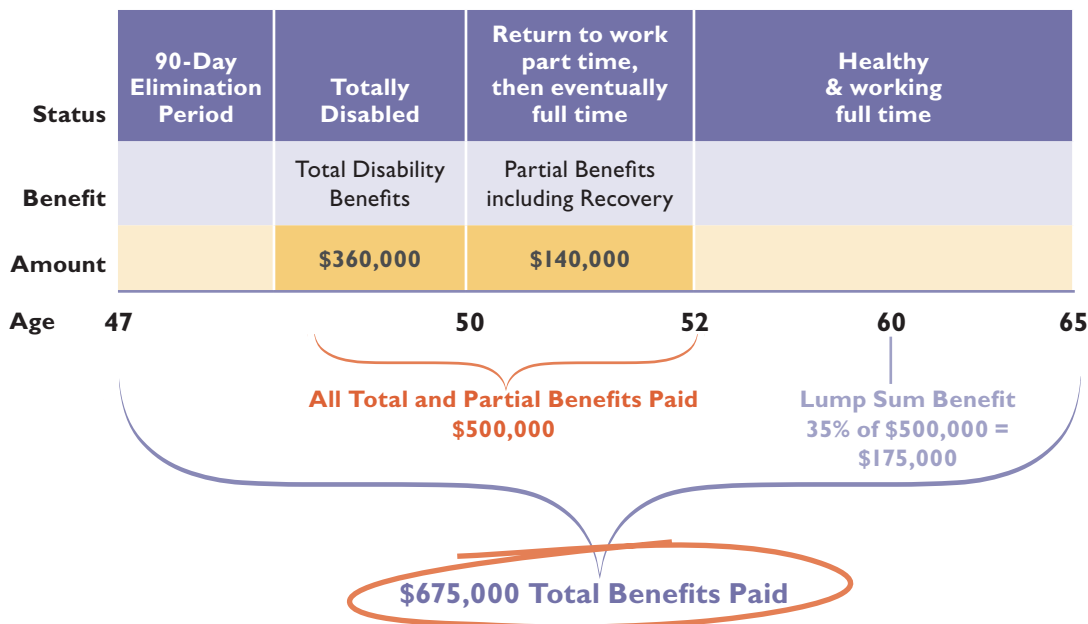 Status
90-Day
Elimination
Period
Totally
Disabled
Return to work
part time,
then eventually
full time
Healthy
& working
full time
Benefit
Total Disability
Benefits
Partial Benefits
including Recovery
Amount
$360,000
$140,000
Age 47 50 52 60 65
All Total and Partial Benefits Paid
$500,000
Lump Sum Benefit
35% of $500,000 =
$175,000
$675,000 Total Benefits Paid